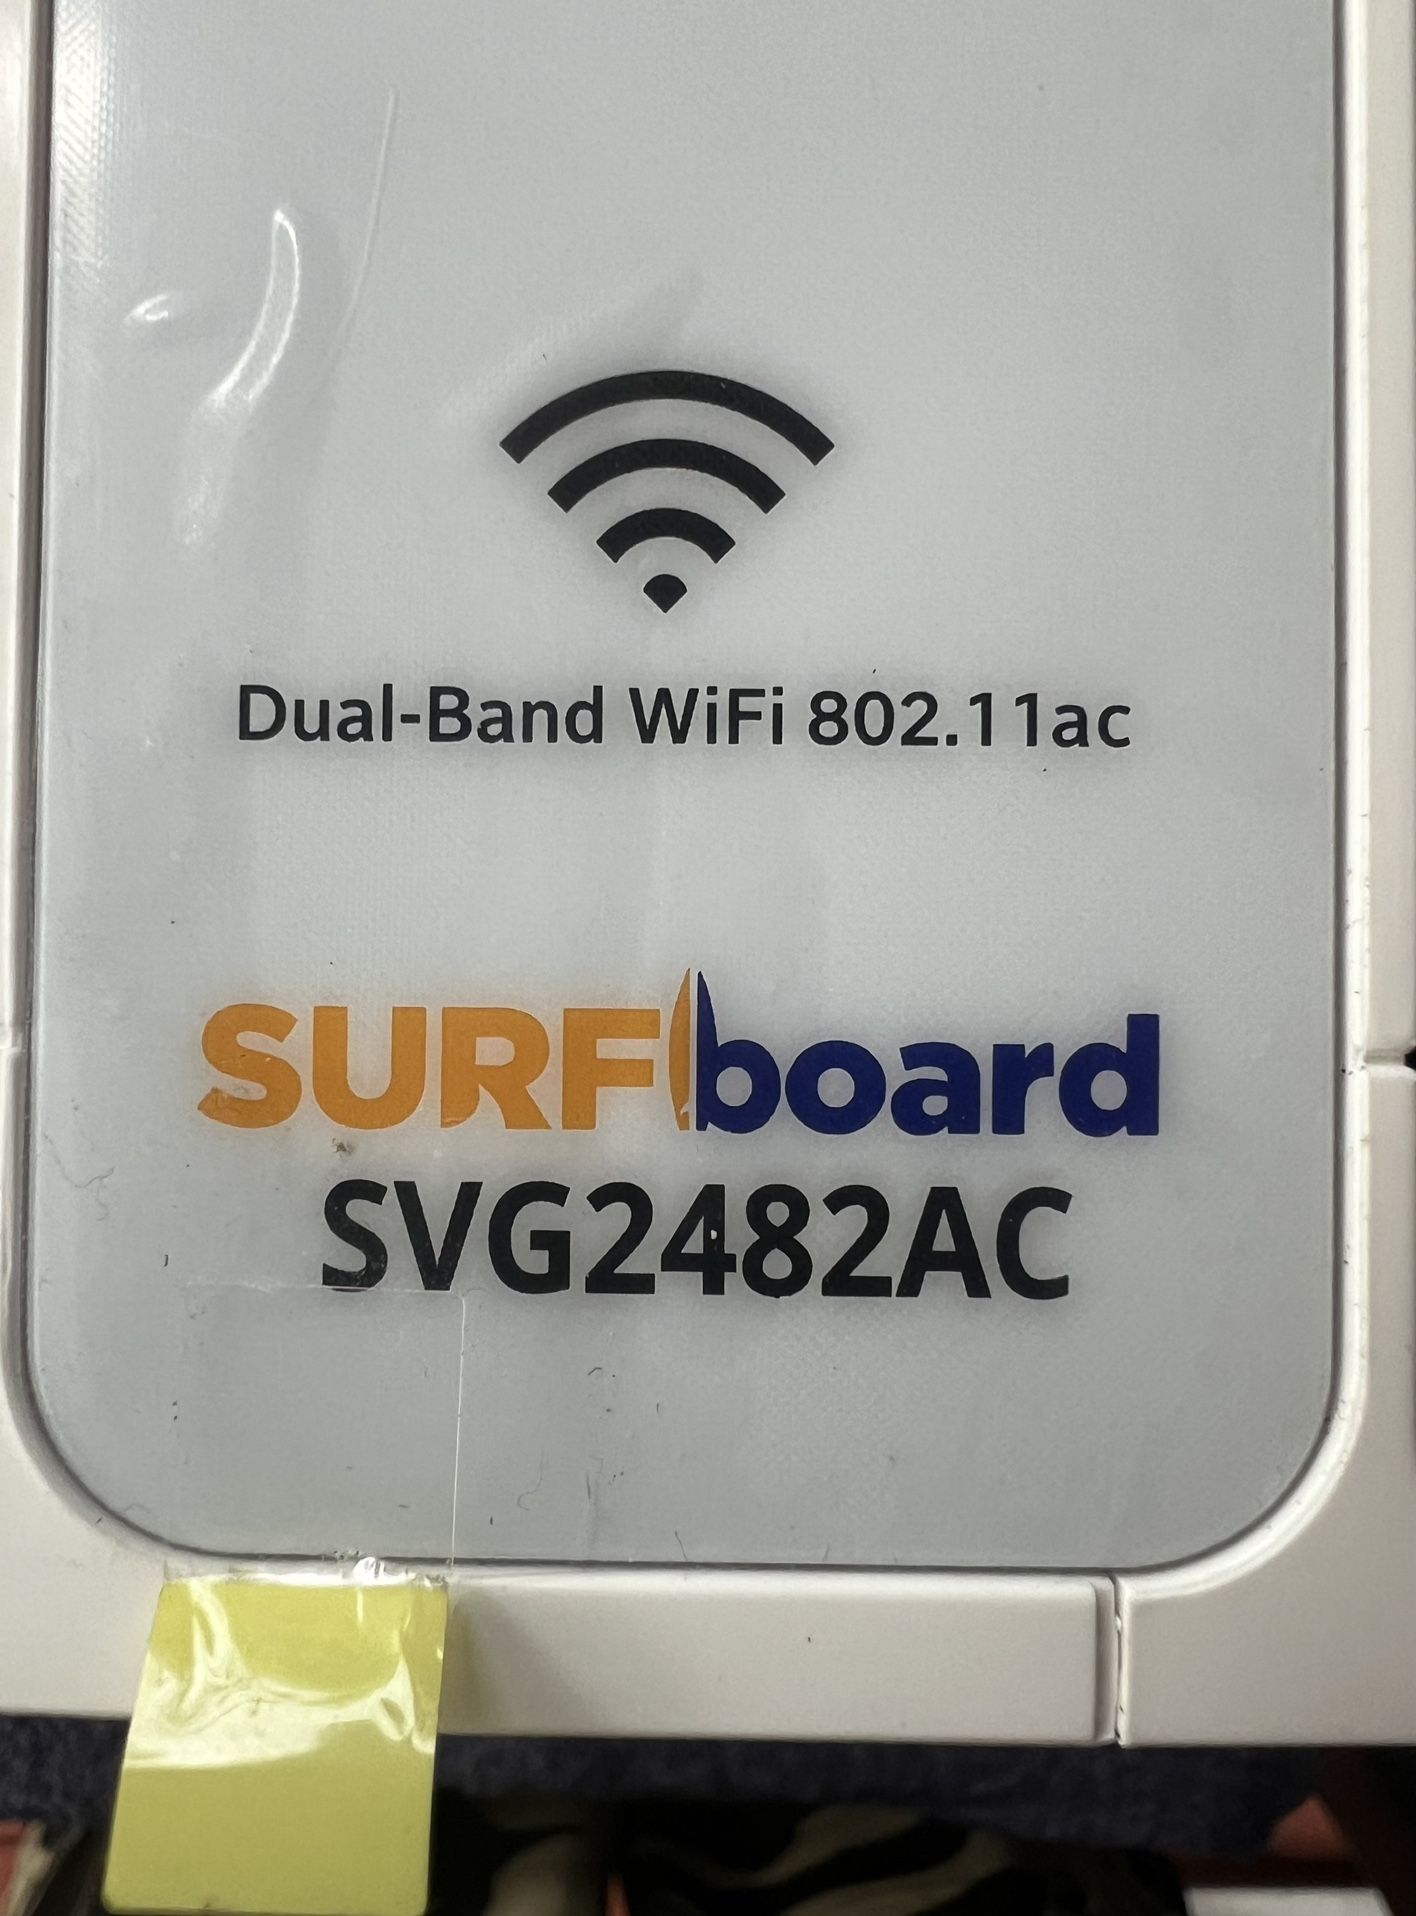 Dual-Band WiFi 802.11ac
SURFboard
SVG2482AC